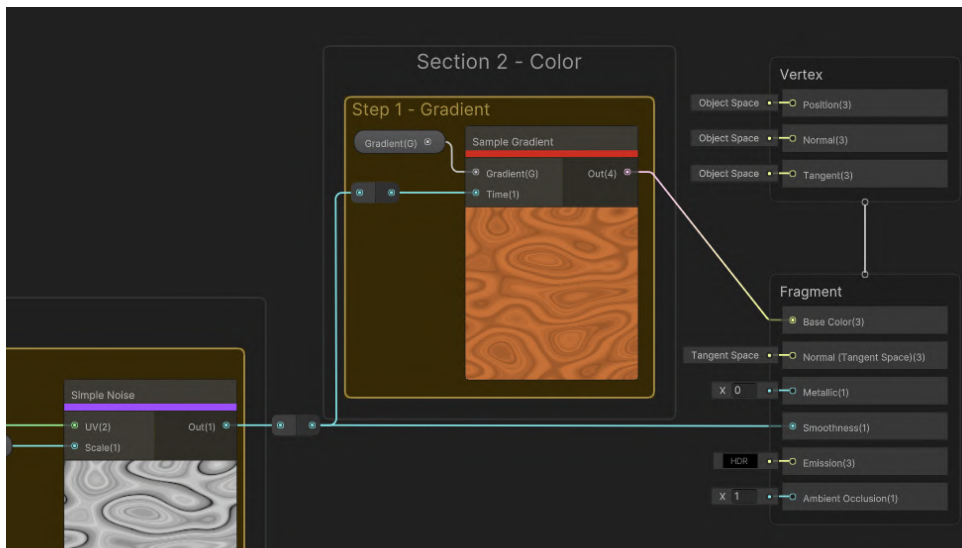 Section 2 - Color
Step 1 - Gradient
Gradient(G)
Sample Gradient
Gradient(G)
Out(4)
Time(1)
Simple Noise
UV(2)
Out(1)
Scale(1)
Vertex
Object Space
Position(3)
Object Space
Normal(3)
Object Space
Tangent(3)
Fragment
Base Color(3)
Tangent Space
Normal (Tangent Space)(3)
X 0
Metallic(1)
Smoothness(1)
HDR
Emission(3)
X 1
Ambient Occlusion(1)